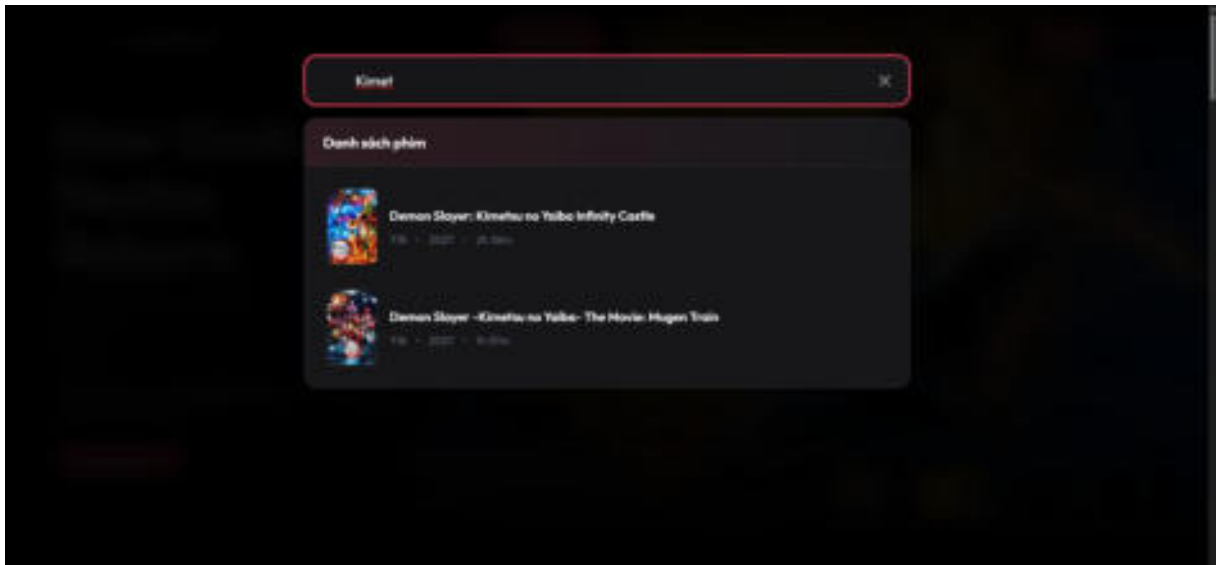 Kimet
Danh sách phim
Demon Slayer: Kimetsu no Yaiba Infinity Castle
Demon Slayer -Kimetsu no Yaiba- The Movie: Mugen Train